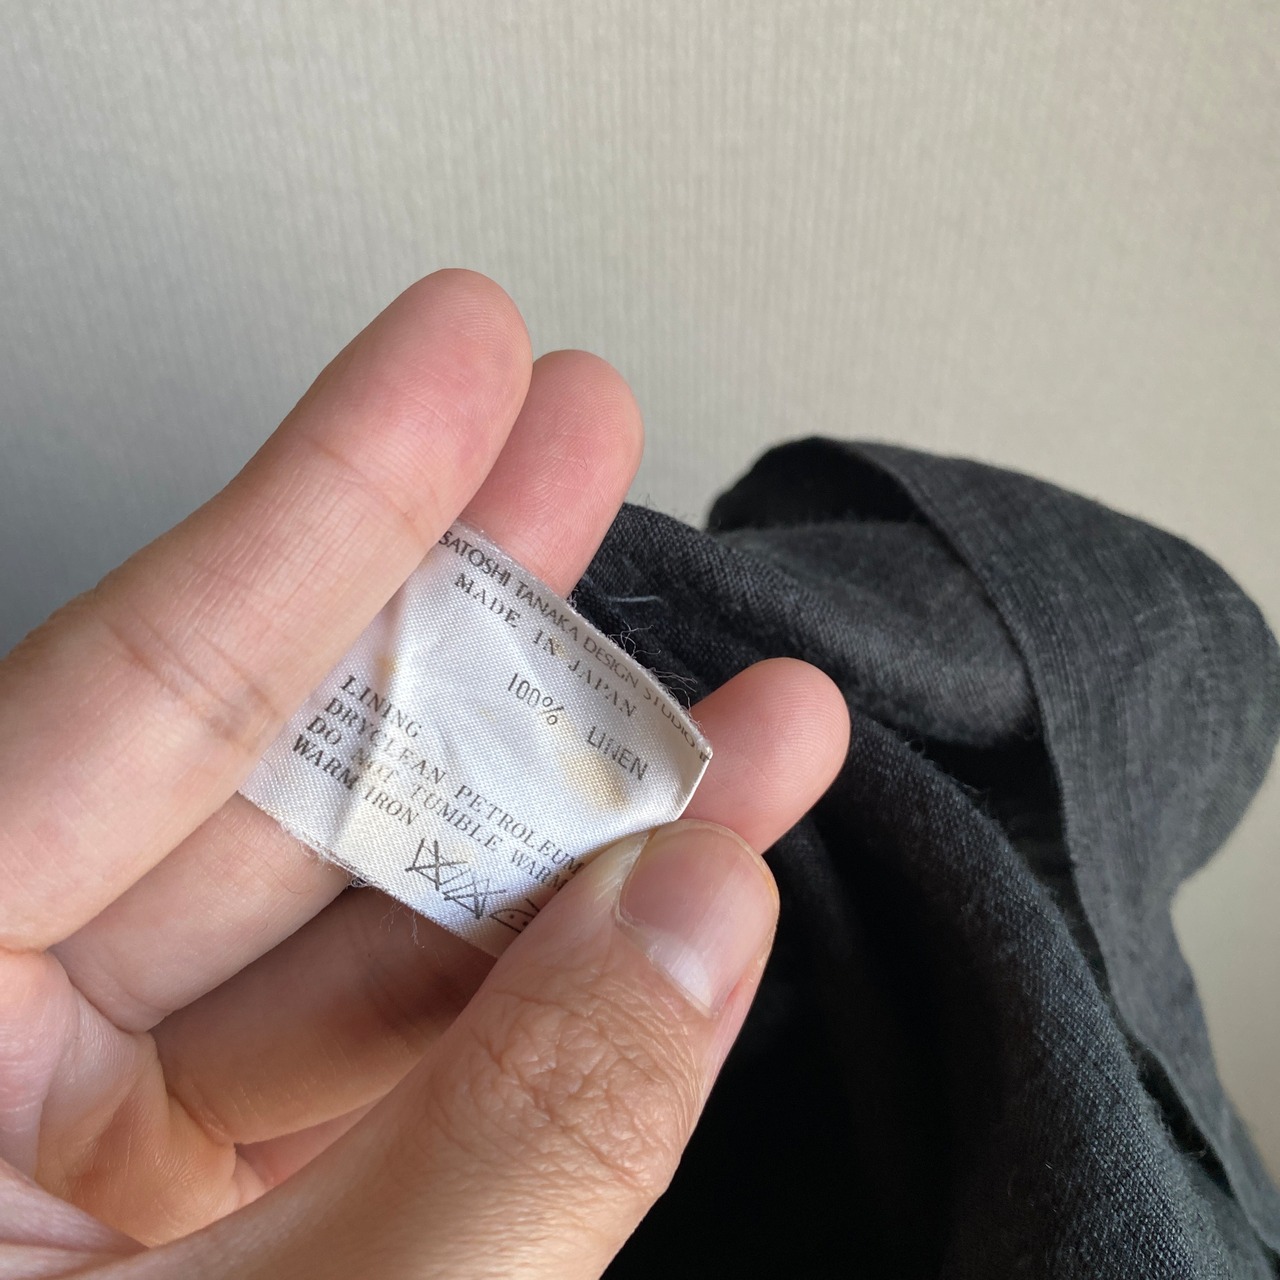 SATOSHI TANAKA DESIGN STUDIO
MADE IN JAPAN
100% LINEN
LINING
DRYCLEAN PETROLEUM
DO NOT TUMBLE WARM
WARM IRON